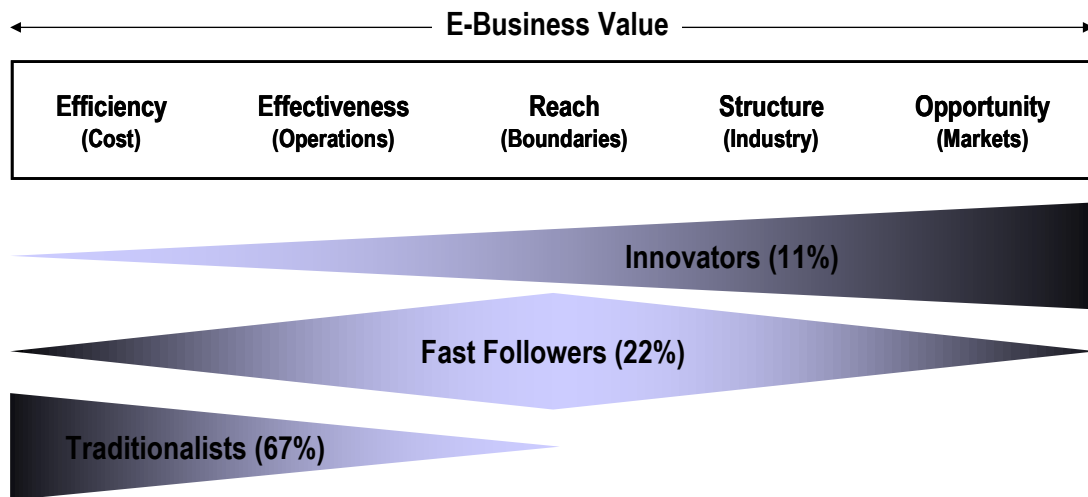 E-Business Value
Efficiency Effectiveness Reach Structure Opportunity
(Cost) (Operations) (Boundaries) (Industry) (Markets)
Innovators (11%)
Fast Followers (22%)
Traditionalists (67%)